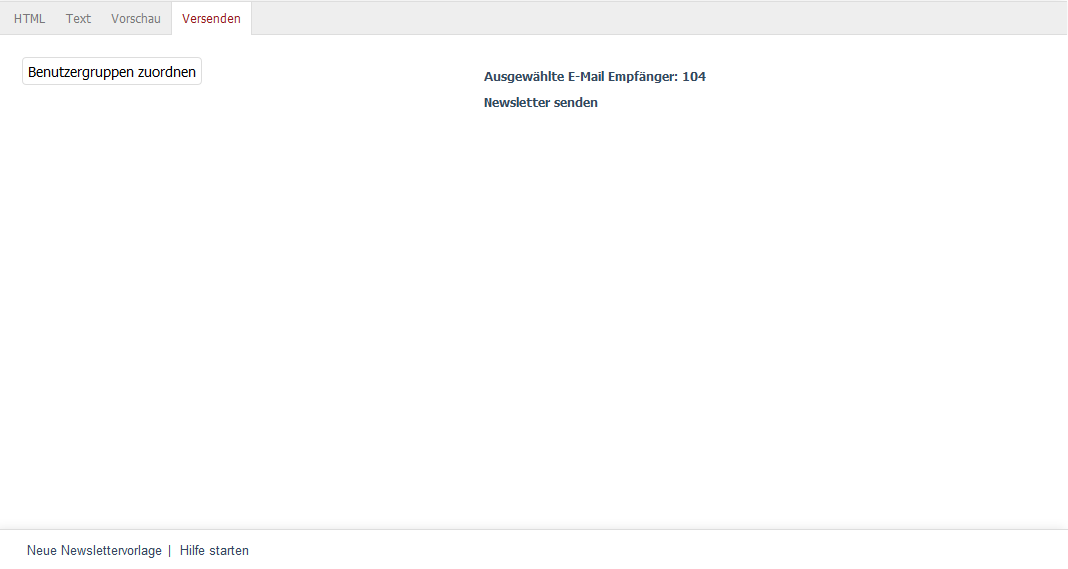 HTML Text Vorschau Versenden
Benutzergruppen zuordnen
Ausgewählte E-Mail Empfänger: 104
Newsletter senden
Neue Newslettervorlage | Hilfe starten